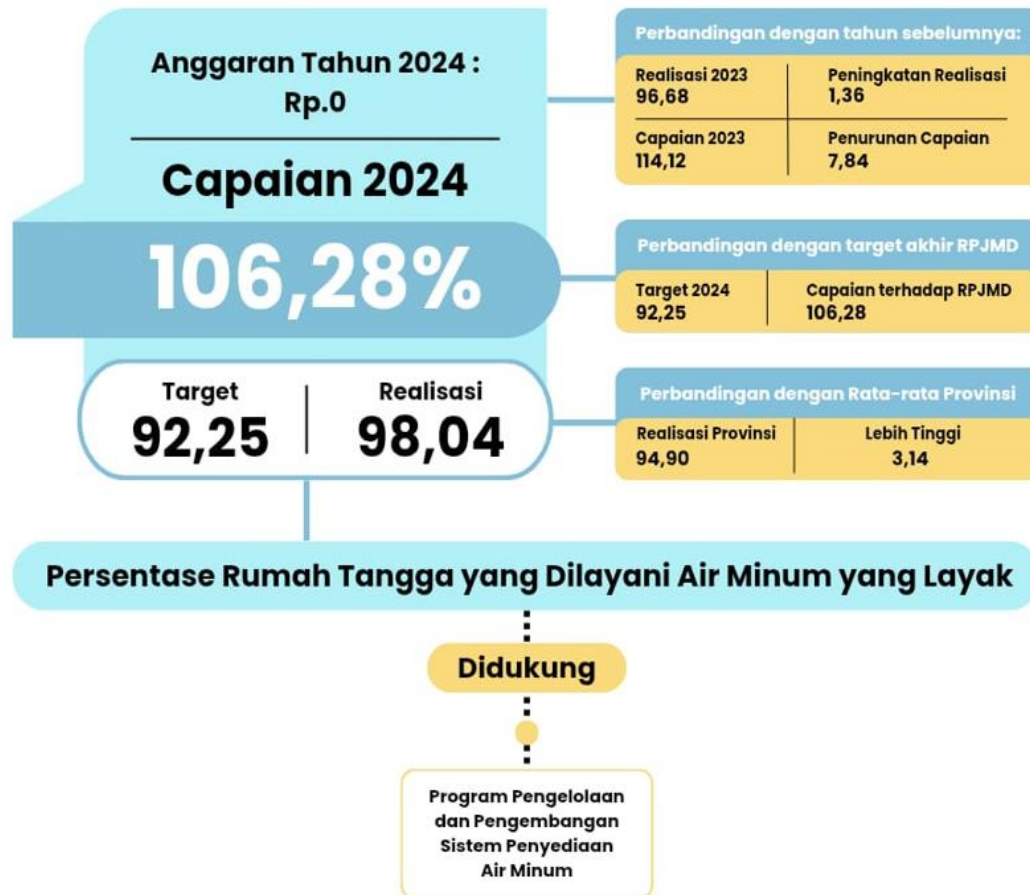 Anggaran Tahun 2024 :
Rp.0
Capaian 2024
106,28%
Target
92,25
Realisasi
98,04
Perbandingan dengan tahun sebelumnya:
Realisasi 2023
96,68
Peningkatan Realisasi
1,36
Capaian 2023
114,12
Penurunan Capaian
7,84
Perbandingan dengan target akhir RPJMD
Target 2024
92,25
Capaian terhadap RPJMD
106,28
Perbandingan dengan Rata-rata Provinsi
Realisasi Provinsi
94,90
Lebih Tinggi
3,14
Persentase Rumah Tangga yang Dilayani Air Minum yang Layak
Didukung
Program Pengelolaan
dan Pengembangan
Sistem Penyediaan
Air Minum